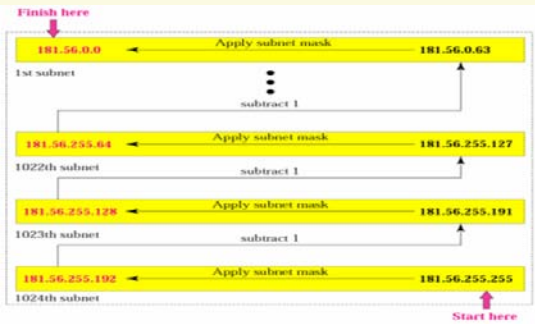 Finish here
181.56.0.0 Apply subnet mask 181.56.0.63
1st subnet
subtract 1
181.56.255.64 Apply subnet mask 181.56.255.127
1022th subnet
subtract 1
181.56.255.128 Apply subnet mask 181.56.255.191
1023th subnet
subtract 1
181.56.255.192 Apply subnet mask 181.56.255.255
1024th subnet
Start here